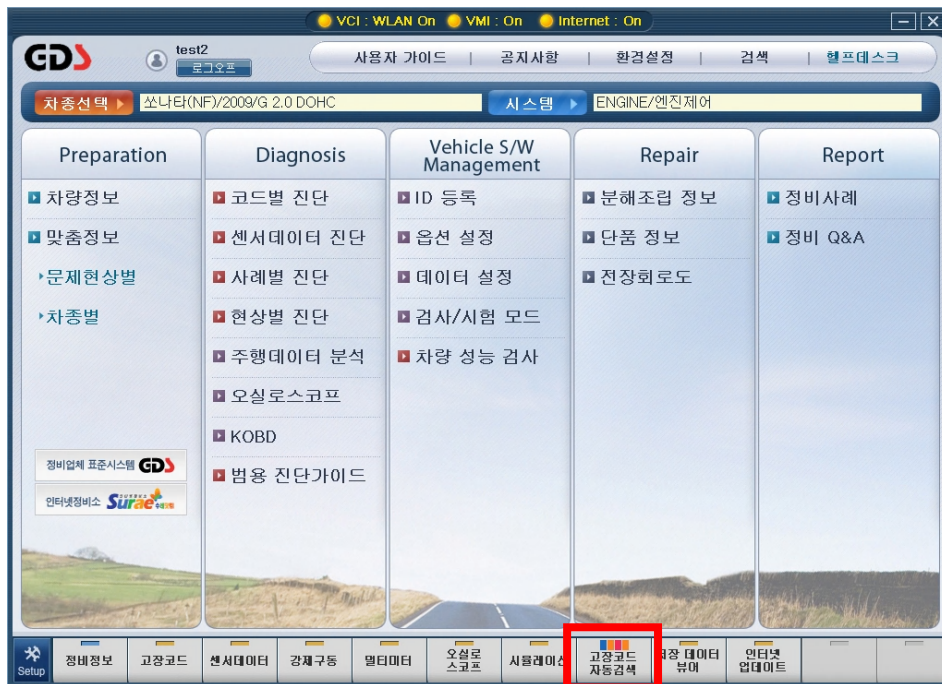 VCI : WLAN On VMI : On Internet : On
GDS
test2
로그오프
사용자 가이드 | 공지사항 | 환경설정 | 검색 | 헬프데스크
차종선택 쏘나타(NF)/2009/G 2.0 DOHC 시스템 ENGINE/엔진제어
Preparation
차량정보
맞춤정보
문제현상별
차종별
정비업체 표준시스템 GDS
인터넷정비소 Surae
Diagnosis
코드별 진단
센서데이터 진단
사례별 진단
현상별 진단
주행데이터 분석
오실로스코프
KOBD
범용 진단가이드
Vehicle S/W
Management
ID 등록
옵션 설정
데이터 설정
검사/시험 모드
차량 성능 검사
Repair
분해조립 정보
단품 정보
전장회로도
Report
정비사례
정비 Q&A
Setup
정비정보
고장코드
센서데이터
강제구동
멀티미터
오실로
스코프
시뮬레이션
고장코드
자동검색
저장 데이터
뷰어
인터넷
업데이트